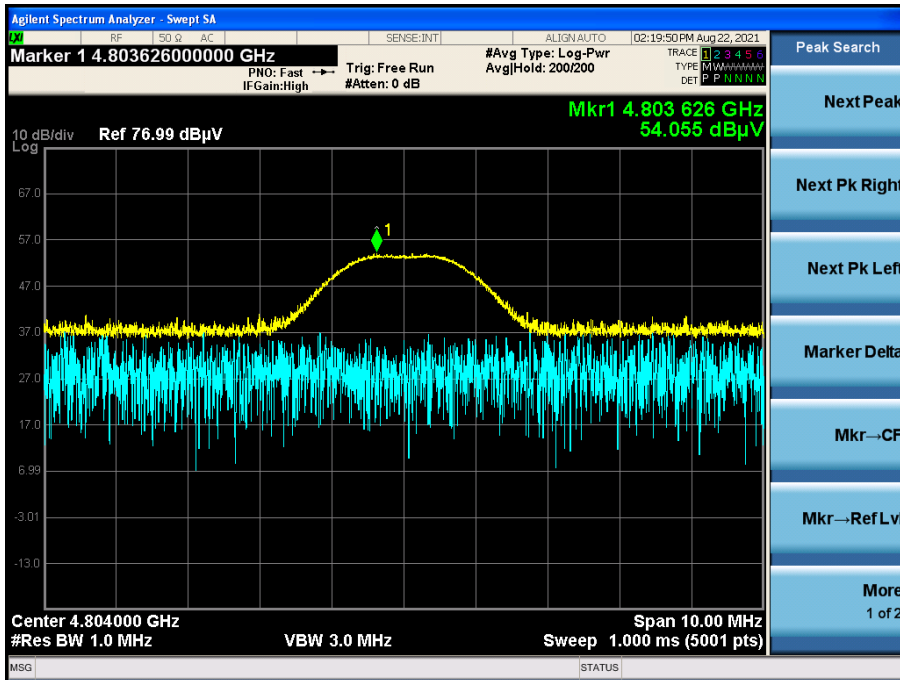 Agilent Spectrum Analyzer - Swept SA
LXI RF 50 Ω AC SENSE:INT ALIGN AUTO 02:19:50 PM Aug 22, 2021
Marker 1 4.803626000000 GHz
PNO: Fast
IFGain:High
Trig: Free Run
#Atten: 0 dB
#Avg Type: Log-Pwr
Avg|Hold: 200/200
TRACE 1 2 3 4 5 6
TYPE M W W W W W
DET P P N N N N
Peak Search
Mkr1 4.803 626 GHz
54.055 dBµV
10 dB/div Ref 76.99 dBµV
Log
67.0
57.0
47.0
37.0
27.0
17.0
6.99
-3.01
-13.0
1
Center 4.804000 GHz Span 10.00 MHz
#Res BW 1.0 MHz VBW 3.0 MHz Sweep 1.000 ms (5001 pts)
MSG STATUS
Next Peak
Next Pk Right
Next Pk Left
Marker Delta
Mkr→CF
Mkr→Ref Lvl
More
1 of 2